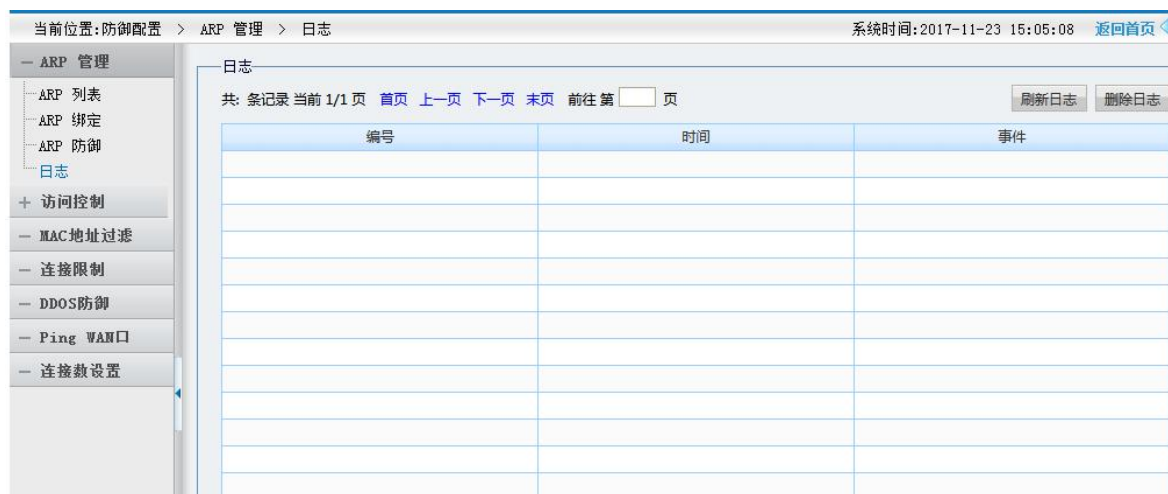 当前位置:防御配置 > ARP 管理 > 日志 系统时间:2017-11-23 15:05:08 返回首页
— ARP 管理
ARP 列表
ARP 绑定
ARP 防御
日志
+ 访问控制
— MAC地址过滤
— 连接限制
— DDOS防御
— Ping WAN口
— 连接数设置
日志
共: 条记录 当前 1/1 页 首页 上一页 下一页 末页 前往 第 页 刷新日志 删除日志
编号 时间 事件